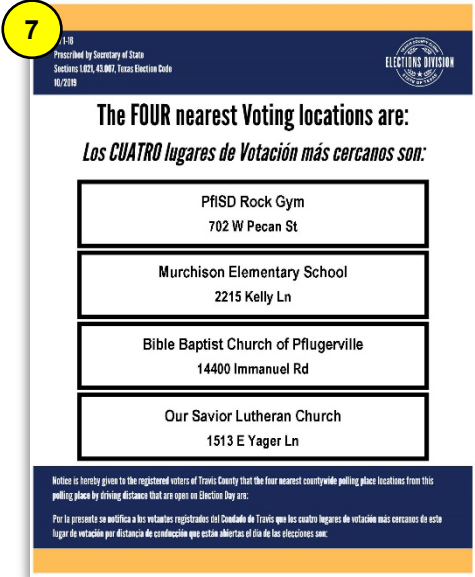 7
1-18
Prescribed by Secretary of State
Sections 1.021, 43.007, Texas Election Code
10/2019
ELECTIONS DIVISION
The FOUR nearest Voting locations are:
Los CUATRO lugares de Votación más cercanos son:
PfISD Rock Gym
702 W Pecan St
Murchison Elementary School
2215 Kelly Ln
Bible Baptist Church of Pflugerville
14400 Immanuel Rd
Our Savior Lutheran Church
1513 E Yager Ln
Notice is hereby given to the registered voters of Travis County that the four nearest countywide polling place locations from this
polling place by driving distance that are open on Election Day are:
Por la presente se notifica a los votantes registrados del Condado de Travis que los cuatro lugares de votación más cercanos de este
lugar de votación por distancia de conducción que están abiertas el día de las elecciones son: